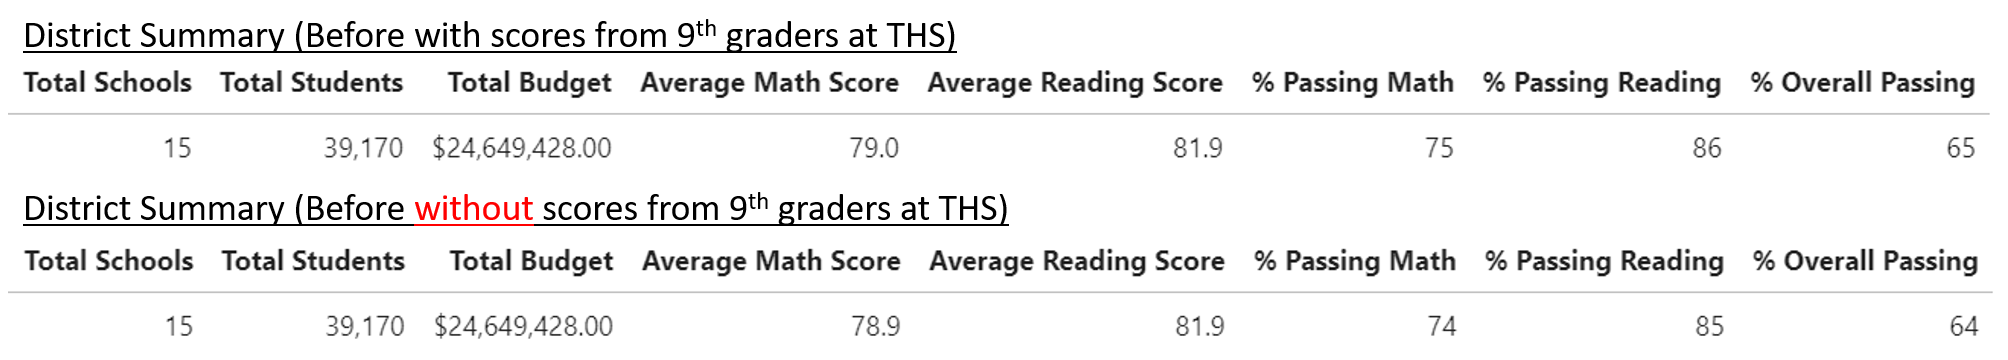 District Summary (Before with scores from 9th graders at THS)
Total Schools Total Students Total Budget Average Math Score Average Reading Score % Passing Math % Passing Reading % Overall Passing
15 39,170 $24,649,428.00 79.0 81.9 75 86 65
District Summary (Before without scores from 9th graders at THS)
Total Schools Total Students Total Budget Average Math Score Average Reading Score % Passing Math % Passing Reading % Overall Passing
15 39,170 $24,649,428.00 78.9 81.9 74 85 64